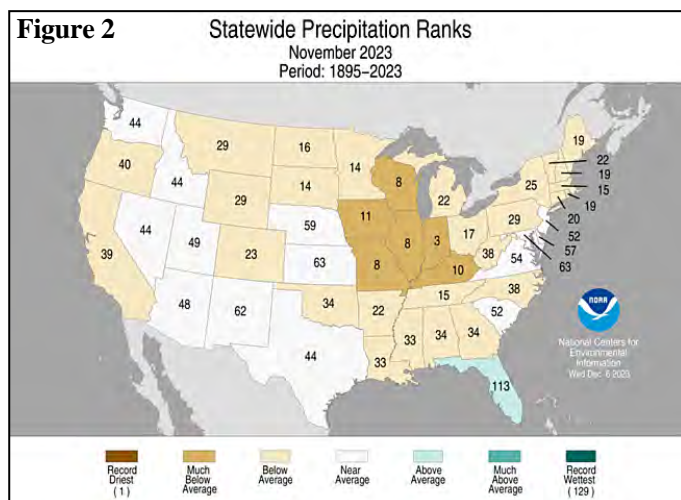 Figure 2
Statewide Precipitation Ranks
November 2023
Period: 1895–2023
44
29
16
14
19
40
44
29
14
8
22
25
22
19
15
19
44
49
23
59
11
8
3
17
29
20
52
57
63
39
63
8
10
38
54
48
62
34
22
15
38
44
33
33
34
34
52
113
NOAA
National Centers for
Environmental
Information
Wed Dec. 6 2023
Record
Driest
(1)
Much
Below
Average
Below
Average
Near
Average
Above
Average
Much
Above
Average
Record
Wettest
(129)